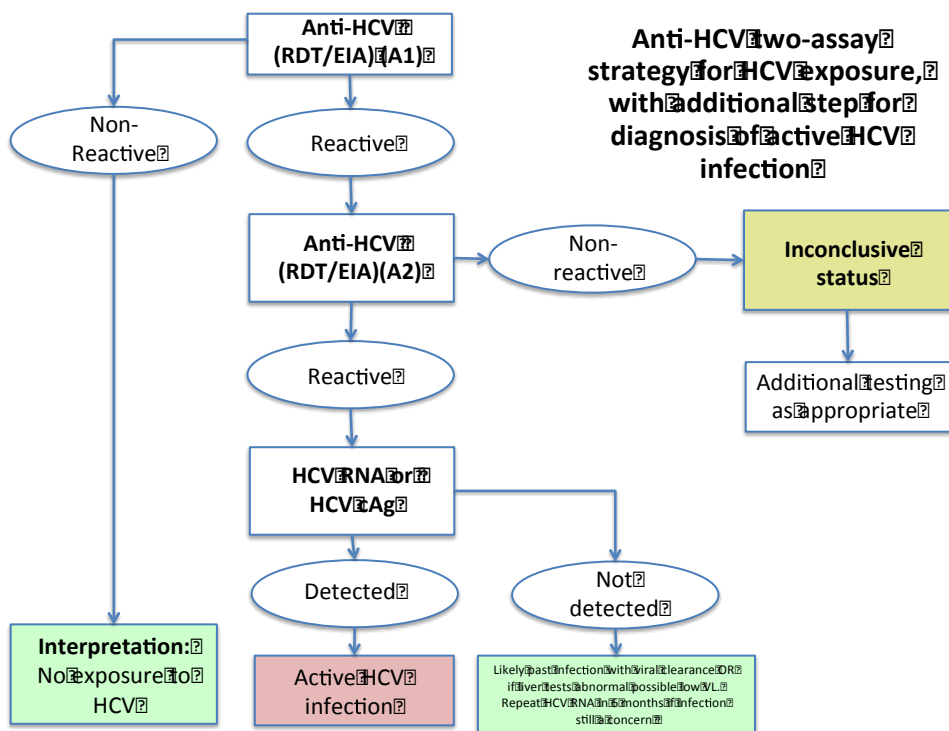 Anti-HCV
(RDT/EIA) (A1)
Anti-HCV two-assay
strategy for HCV exposure,
with additional step for
diagnosis of active HCV
infection
Non-
Reactive
Reactive
Anti-HCV
(RDT/EIA)(A2)
Non-
reactive
Inconclusive
status
Reactive
Additional testing
as appropriate
HCV RNA or
HCV cAg
Detected
Not
detected
Interpretation:
No exposure to
HCV
Active HCV
infection
Likely past infection with viral clearance OR
if liver tests abnormal possible low VL.
Repeat HCV RNA in 6 months if infection
still a concern